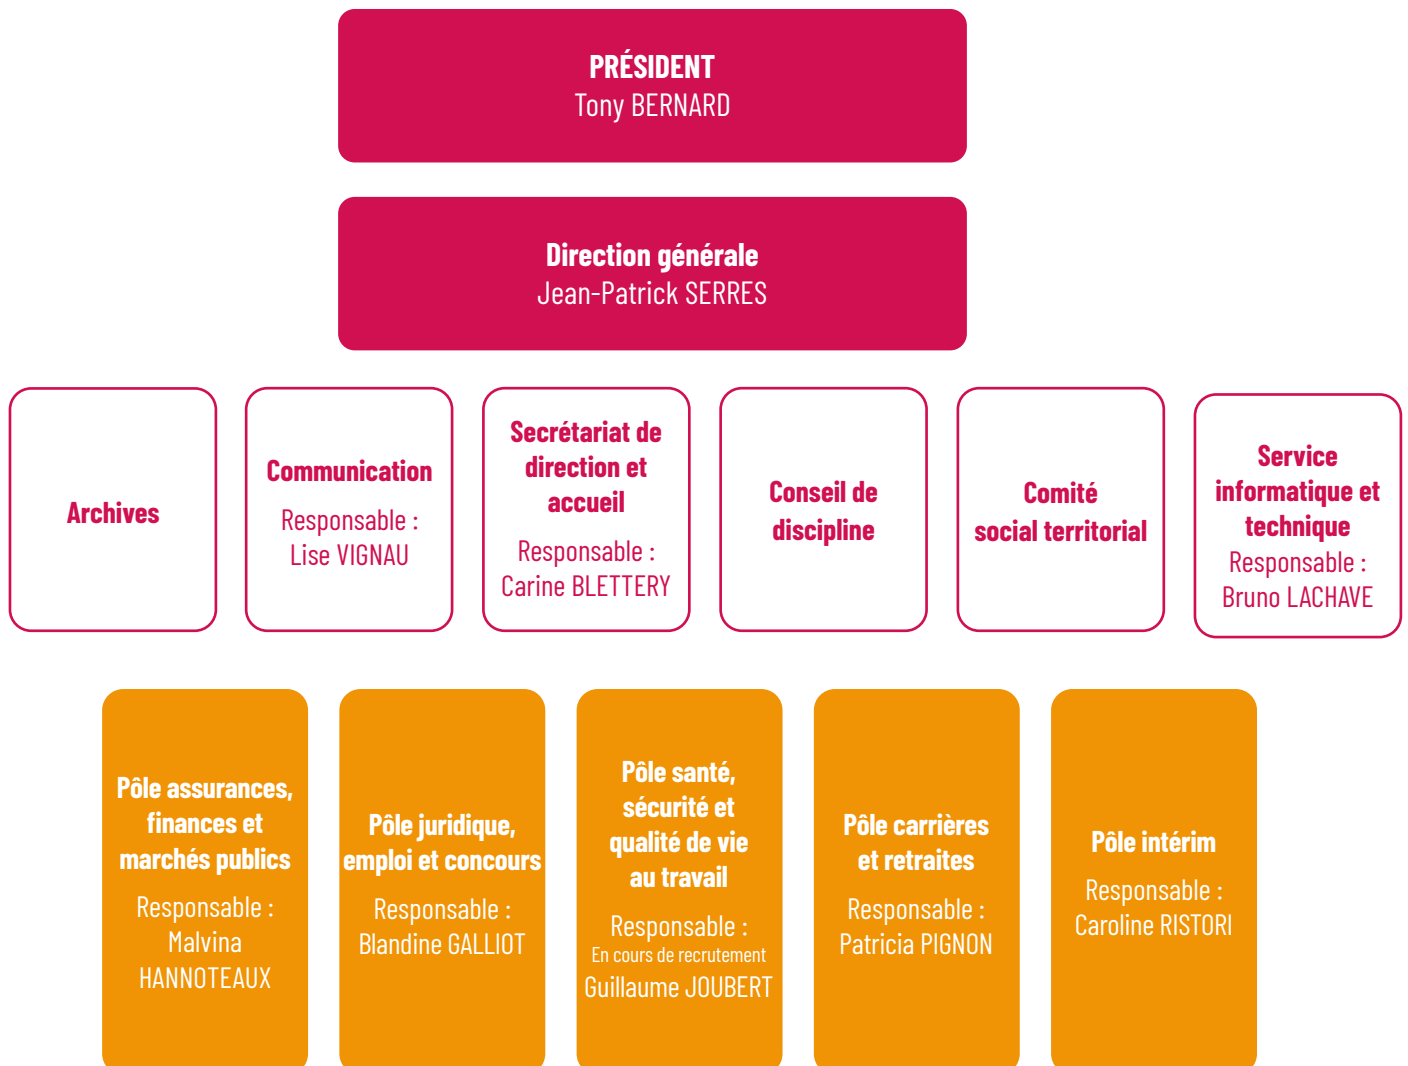 PRÉSIDENT
Tony BERNARD
Direction générale
Jean-Patrick SERRES
Archives
Communication
Responsable :
Lise VIGNAU
Secrétariat de
direction et
accueil
Responsable :
Carine BLETTERY
Conseil de
discipline
Comité
social territorial
Service
informatique et
technique
Responsable :
Bruno LACHAVE
Pôle assurances,
finances et
marchés publics
Responsable :
Malvina
HANNOTEAUX
Pôle juridique,
emploi et concours
Responsable :
Blandine GALLIOT
Pôle santé,
sécurité et
qualité de vie
au travail
Responsable :
En cours de recrutement
Guillaume JOUBERT
Pôle carrières
et retraites
Responsable :
Patricia PIGNON
Pôle intérim
Responsable :
Caroline RISTORI